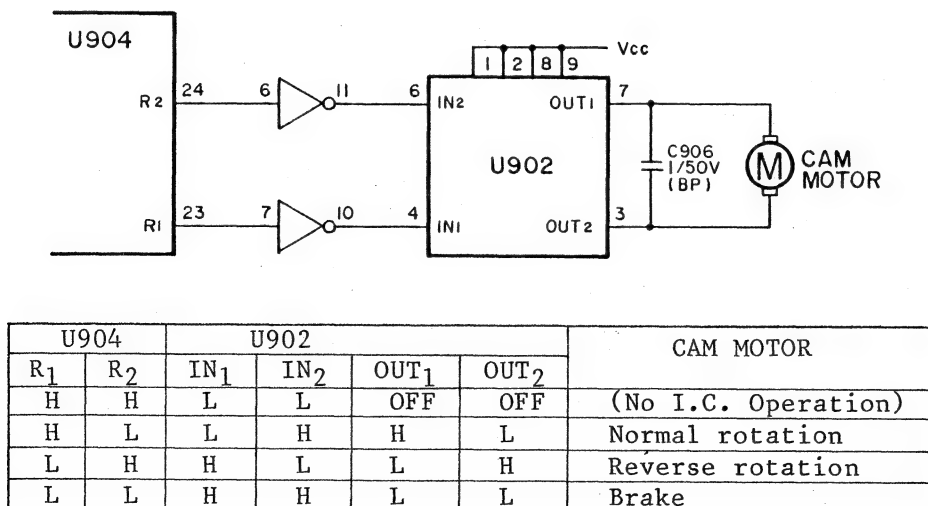 U904
R2 24 6 11 6 IN2
R1 23 7 10 4 IN1
1 2 8 9 Vcc
U902
OUT1 7
OUT2 3
C906
1/50V
(BP)
M
CAM
MOTOR
U904 U902 CAM MOTOR
R1 R2 IN1 IN2 OUT1 OUT2
H H L L OFF OFF (No I.C. Operation)
H L L H H L Normal rotation
L H H L L H Reverse rotation
L L H H L L Brake